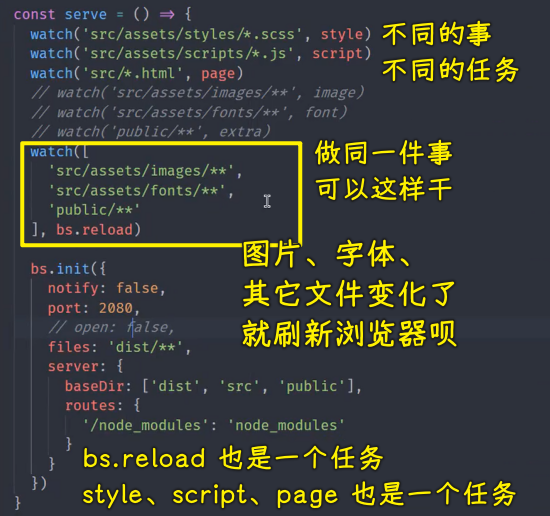 const serve = () => {
watch('src/assets/styles/*.scss', style)
不同的事
watch('src/assets/scripts/*.js', script)
不同的任务
watch('src/*.html', page)
// watch('src/assets/images/**', image)
// watch('src/assets/fonts/**', font)
// watch('public/**', extra)
watch([
做同一件事
'src/assets/images/**',
可以这样干
'src/assets/fonts/**',
'public/**'
], bs.reload)
图片、字体、
其它文件变化了
就刷新浏览器呗
bs.init({
notify: false,
port: 2080,
// open: false,
files: 'dist/**',
server: {
baseDir: ['dist', 'src', 'public'],
routes: {
'/node_modules': 'node_modules'
}
}
})
}
bs.reload 也是一个任务
style、script、page 也是一个任务